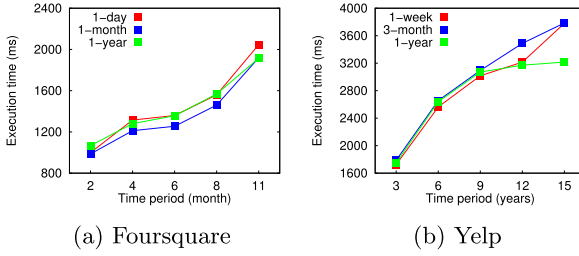 1-day
1-month
1-year
Execution time (ms)
2400
2000
1600
1200
800
2 4 6 8 11
Time period (month)
(a) Foursquare
1-week
3-month
1-year
Execution time (ms)
4000
3600
3200
2800
2400
2000
1600
3 6 9 12 15
Time period (years)
(b) Yelp